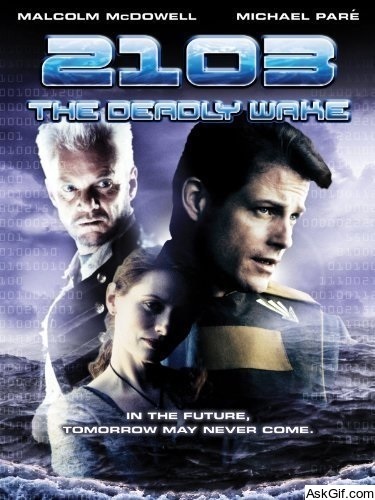 MALCOLM McDOWELL MICHAEL PARÉ
2103
THE DEADLY WAKE
IN THE FUTURE,
TOMORROW MAY NEVER COME.
AskGif.com